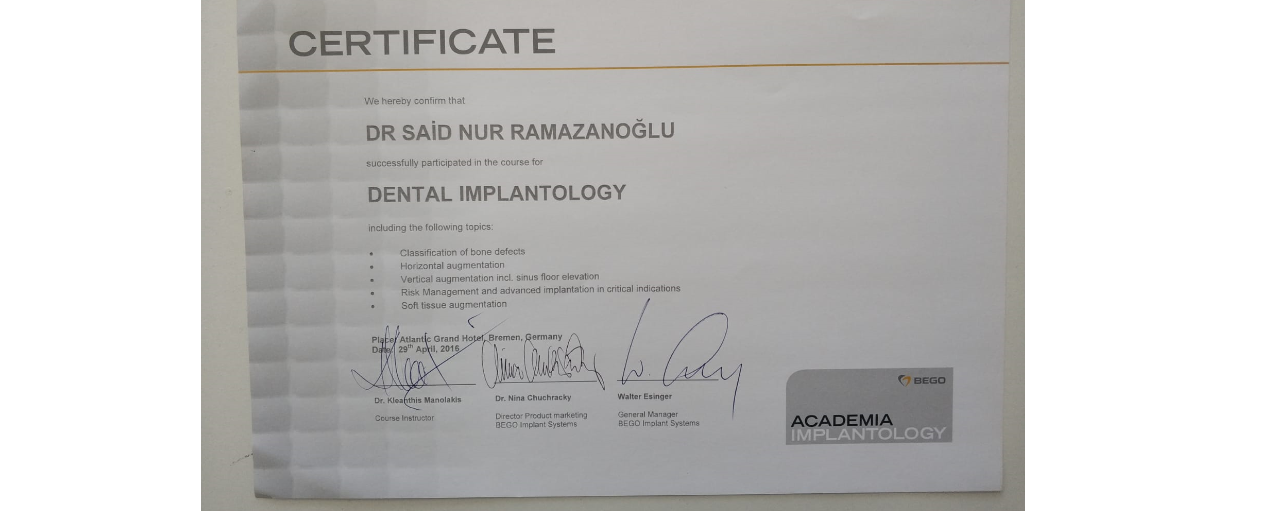 CERTIFICATE
We hereby confirm that
DR SAİD NUR RAMAZANOĞLU
successfully participated in the course for
DENTAL IMPLANTOLOGY
including the following topics:
• Classification of bone defects
• Horizontal augmentation
• Vertical augmentation incl. sinus floor elevation
• Risk Management and advanced implantation in critical indications
• Soft tissue augmentation
Place: Atlantic Grand Hotel, Bremen, Germany
Date: 29th April, 2016
Dr. Kleanthis Manolakis
Course Instructor
Dr. Nina Chuchracky
Director Product marketing
BEGO Implant Systems
Walter Esinger
General Manager
BEGO Implant Systems
BEGO
ACADEMIA
IMPLANTOLOGY